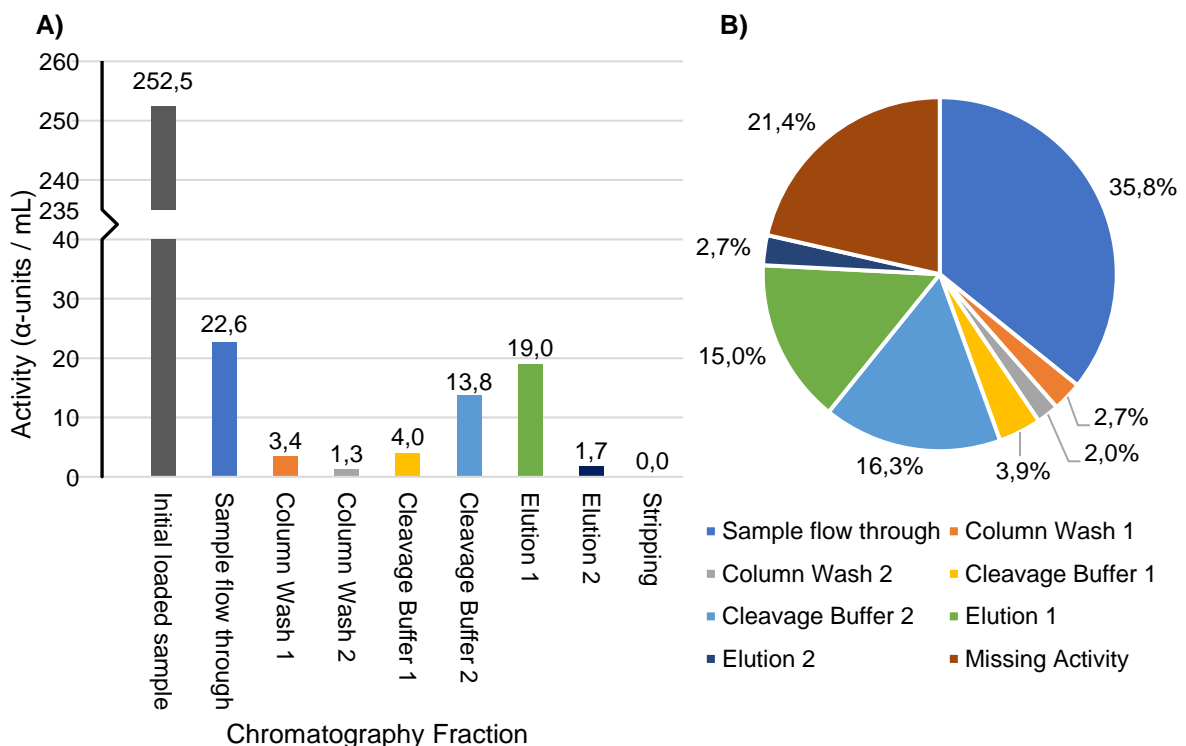 A)
260
250
240
235
40
30
20
10
0
Activity (α-units / mL)
252,5
22,6
3,4
1,3
4,0
13,8
19,0
1,7
0,0
Initial loaded sample
Sample flow through
Column Wash 1
Column Wash 2
Cleavage Buffer 1
Cleavage Buffer 2
Elution 1
Elution 2
Stripping
Chromatography Fraction
B)
35,8%
2,7%
2,0%
3,9%
16,3%
15,0%
2,7%
21,4%
Sample flow through
Column Wash 1
Column Wash 2
Cleavage Buffer 1
Cleavage Buffer 2
Elution 1
Elution 2
Missing Activity